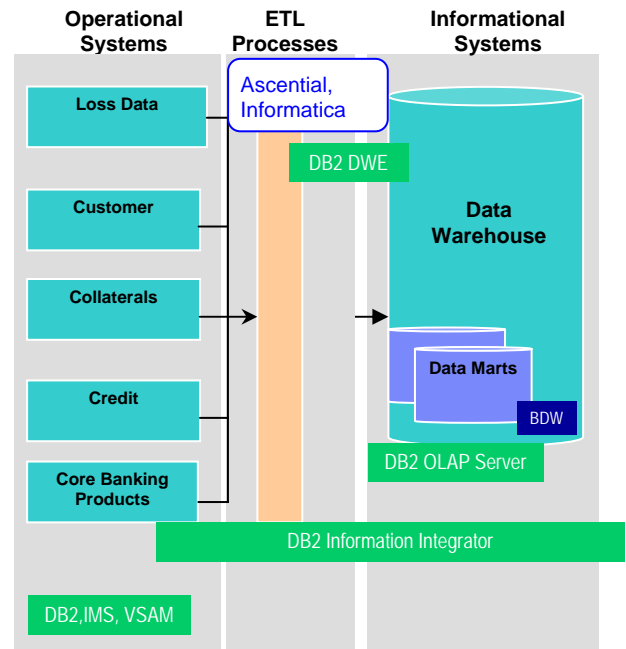 Operational
Systems
ETL
Processes
Informational
Systems
Ascential,
Informatica
Loss Data
DB2 DWE
Customer
Data
Warehouse
Collaterals
Data Marts
Credit
BDW
DB2 OLAP Server
Core Banking
Products
DB2 Information Integrator
DB2,IMS, VSAM